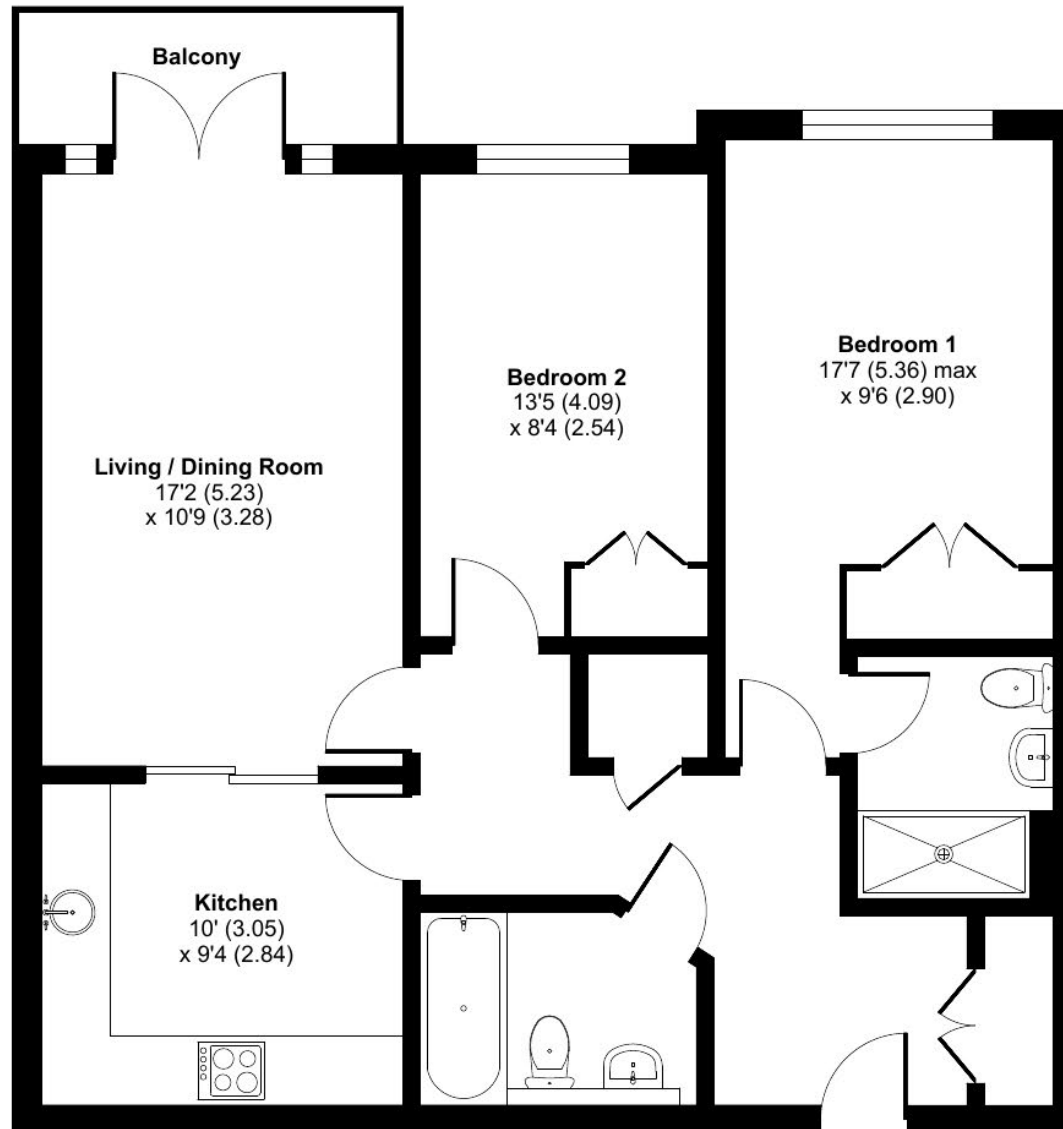 Balcony
Bedroom 1
17'7 (5.36) max
x 9'6 (2.90)
Bedroom 2
13'5 (4.09)
x 8'4 (2.54)
Living / Dining Room
17'2 (5.23)
x 10'9 (3.28)
Kitchen
10' (3.05)
x 9'4 (2.84)